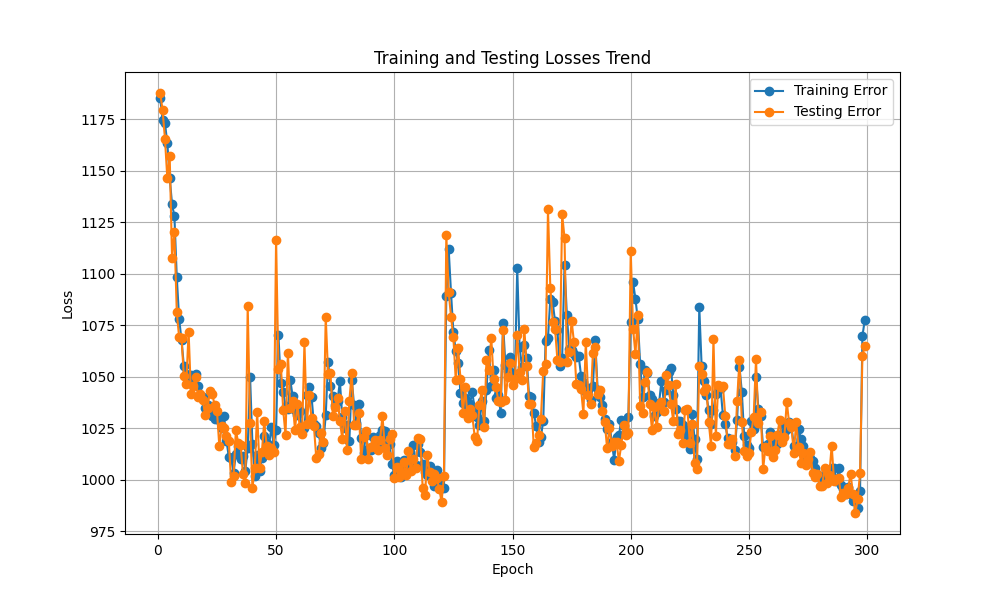 Training and Testing Losses Trend
Training Error
Testing Error
1175
1150
1125
1100
1075
1050
1025
1000
975
Loss
0 50 100 150 200 250 300
Epoch